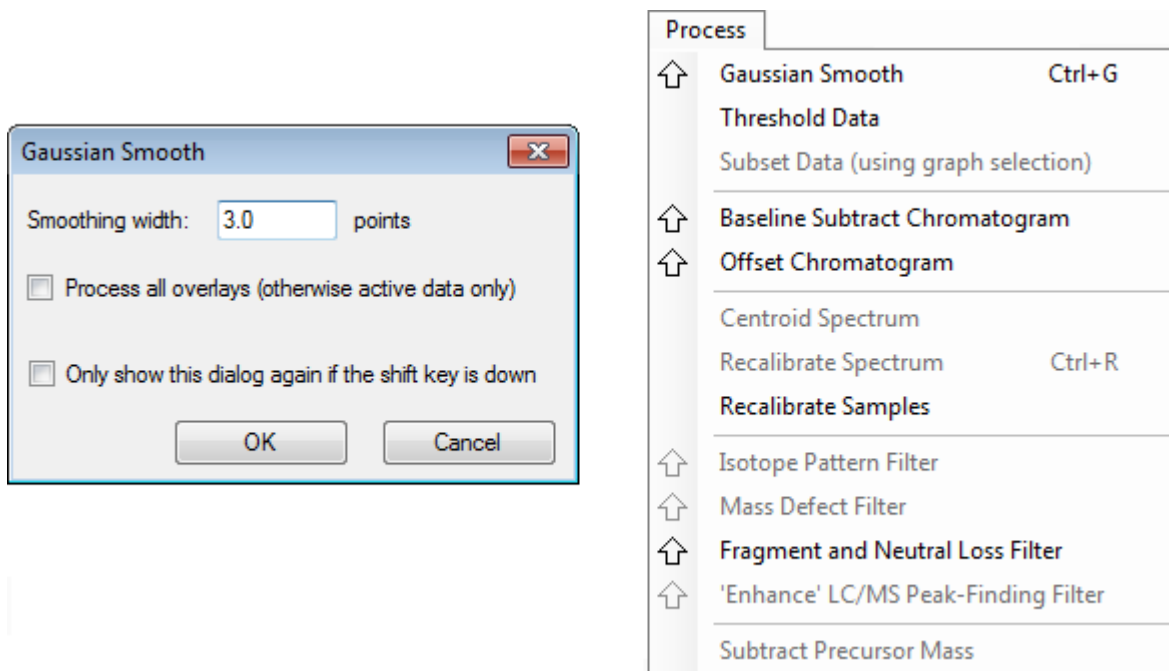 Gaussian Smooth
Smoothing width: 3.0 points
Process all overlays (otherwise active data only)
Only show this dialog again if the shift key is down
OK Cancel
Process
Gaussian Smooth Ctrl+G
Threshold Data
Subset Data (using graph selection)
Baseline Subtract Chromatogram
Offset Chromatogram
Centroid Spectrum
Recalibrate Spectrum Ctrl+R
Recalibrate Samples
Isotope Pattern Filter
Mass Defect Filter
Fragment and Neutral Loss Filter
'Enhance' LC/MS Peak-Finding Filter
Subtract Precursor Mass